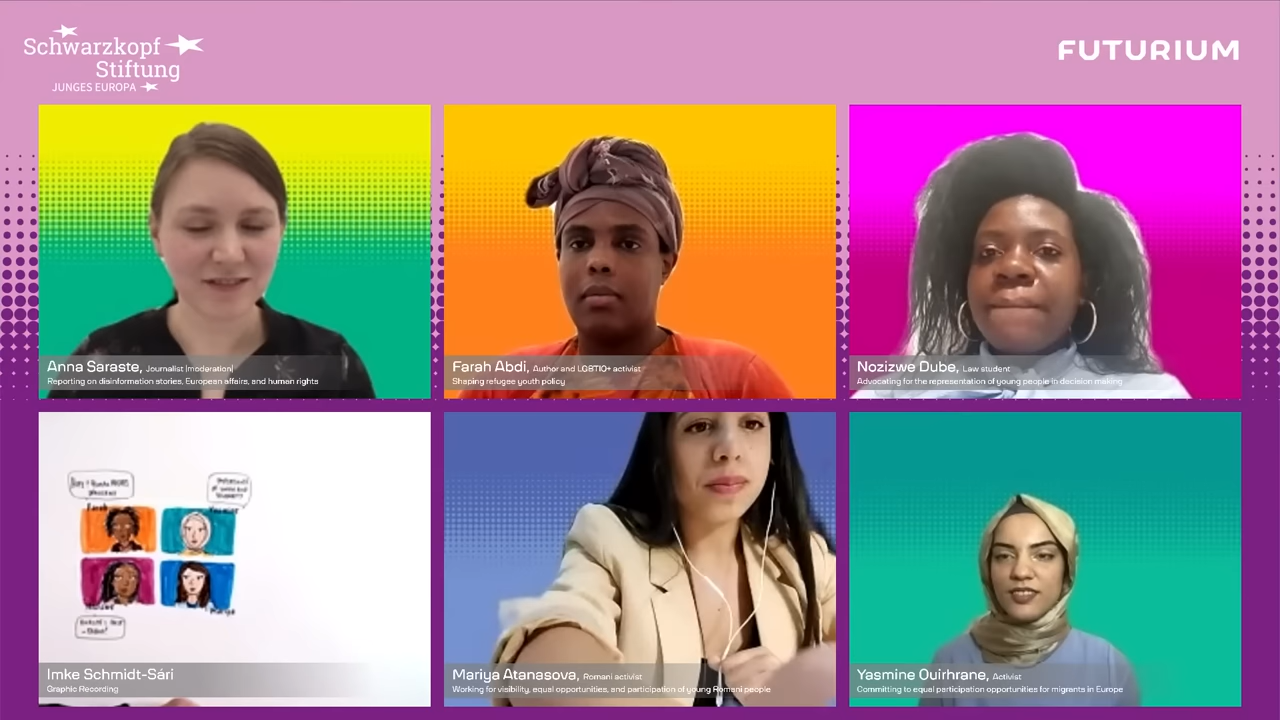 Schwarzkopf
Stiftung
JUNGES EUROPA
FUTURIUM
Anna Saraste, Journalist |moderation|
Reporting on disinformation stories, European affairs, and human rights
Farah Abdi, Author and LGBTIQ+ activist
Shaping refugee youth policy
Nozizwe Dube, Law student
Advocating for the representation of young people in decision making
Farah
Imke Schmidt-Sári
Graphic Recording
Mariya Atanasova, Romani activist
Working for visibility, equal opportunities, and participation of young Romani people
Yasmine Ouirhrane, Activist
Committing to equal participation opportunities for migrants in Europe